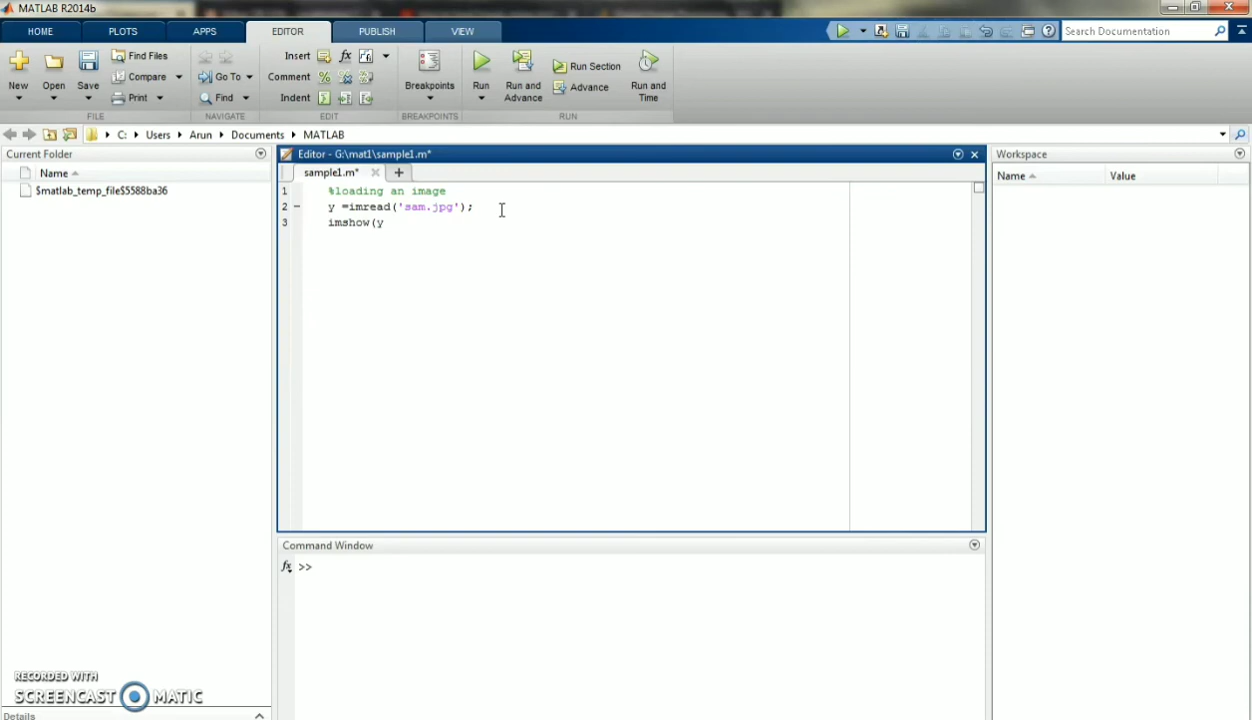 MATLAB R2014b
HOME PLOTS APPS EDITOR PUBLISH VIEW
Search Documentation
New Open Save
Find Files
Compare
Print
FILE
Go To
Find
NAVIGATE
Insert
Comment
Indent
EDIT
Breakpoints
BREAKPOINTS
Run
Run and Advance
Run Section
Advance
Run and Time
RUN
C: Users Arun Documents MATLAB
Current Folder
Name
$matlab_temp_file$5588ba36
Details
Editor - G:\mat1\sample1.m*
sample1.m*
1 %loading an image
2 y =imread('sam.jpg');
3 imshow(y
Command Window
fx >>
Workspace
Name Value
RECORDED WITH
SCREENCAST MATIC